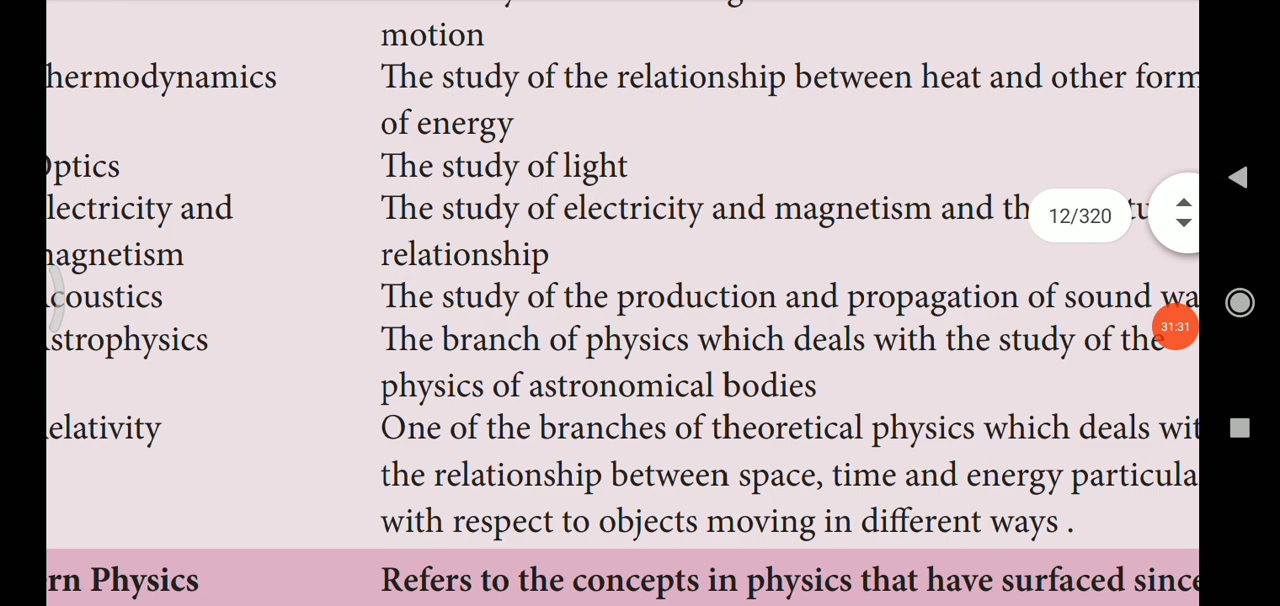 motion
hermodynamics The study of the relationship between heat and other form
of energy
ptics The study of light
lectricity and The study of electricity and magnetism and th tu
agnetism relationship
12/320
coustics The study of the production and propagation of sound wa
31:31
strophysics The branch of physics which deals with the study of the
physics of astronomical bodies
elativity One of the branches of theoretical physics which deals wit
the relationship between space, time and energy particula
with respect to objects moving in different ways .
rn Physics Refers to the concepts in physics that have surfaced since